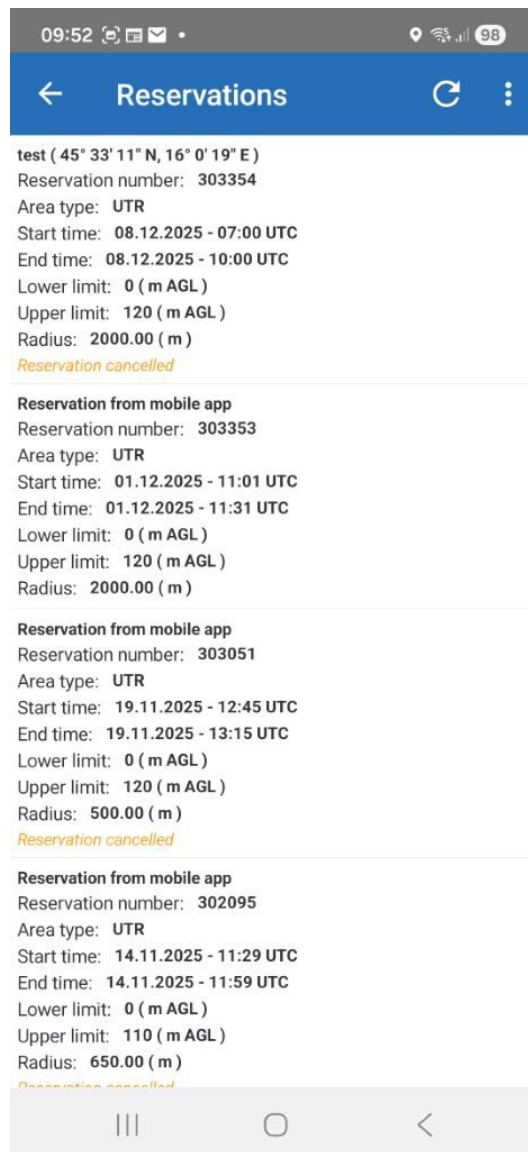 09:52
98
Reservations
test ( 45° 33' 11" N, 16° 0' 19" E )
Reservation number: 303354
Area type: UTR
Start time: 08.12.2025 - 07:00 UTC
End time: 08.12.2025 - 10:00 UTC
Lower limit: 0 ( m AGL )
Upper limit: 120 ( m AGL )
Radius: 2000.00 ( m )
Reservation cancelled
Reservation from mobile app
Reservation number: 303353
Area type: UTR
Start time: 01.12.2025 - 11:01 UTC
End time: 01.12.2025 - 11:31 UTC
Lower limit: 0 ( m AGL )
Upper limit: 120 ( m AGL )
Radius: 2000.00 ( m )
Reservation from mobile app
Reservation number: 303051
Area type: UTR
Start time: 19.11.2025 - 12:45 UTC
End time: 19.11.2025 - 13:15 UTC
Lower limit: 0 ( m AGL )
Upper limit: 120 ( m AGL )
Radius: 500.00 ( m )
Reservation cancelled
Reservation from mobile app
Reservation number: 302095
Area type: UTR
Start time: 14.11.2025 - 11:29 UTC
End time: 14.11.2025 - 11:59 UTC
Lower limit: 0 ( m AGL )
Upper limit: 110 ( m AGL )
Radius: 650.00 ( m )
Reservation cancelled